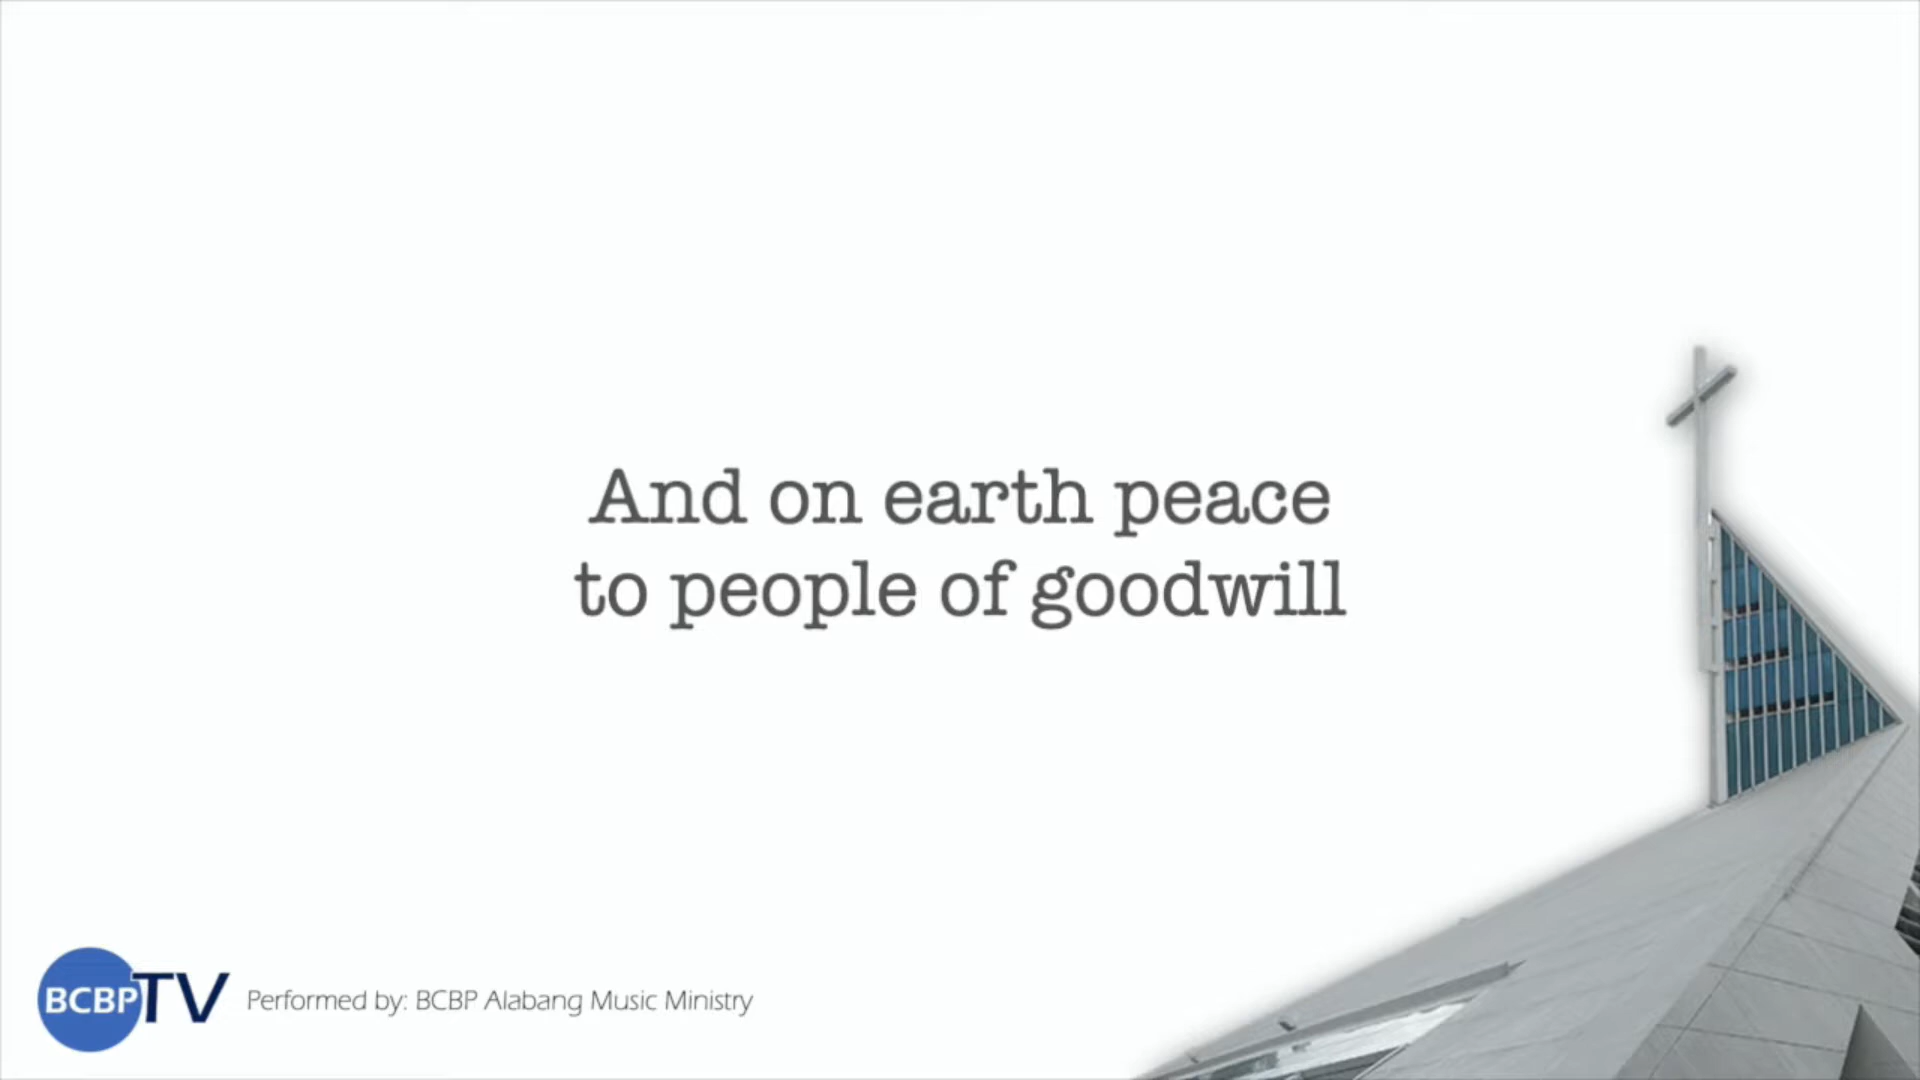 And on earth peace
to people of goodwill
BCBPTV Performed by: BCBP Alabang Music Ministry